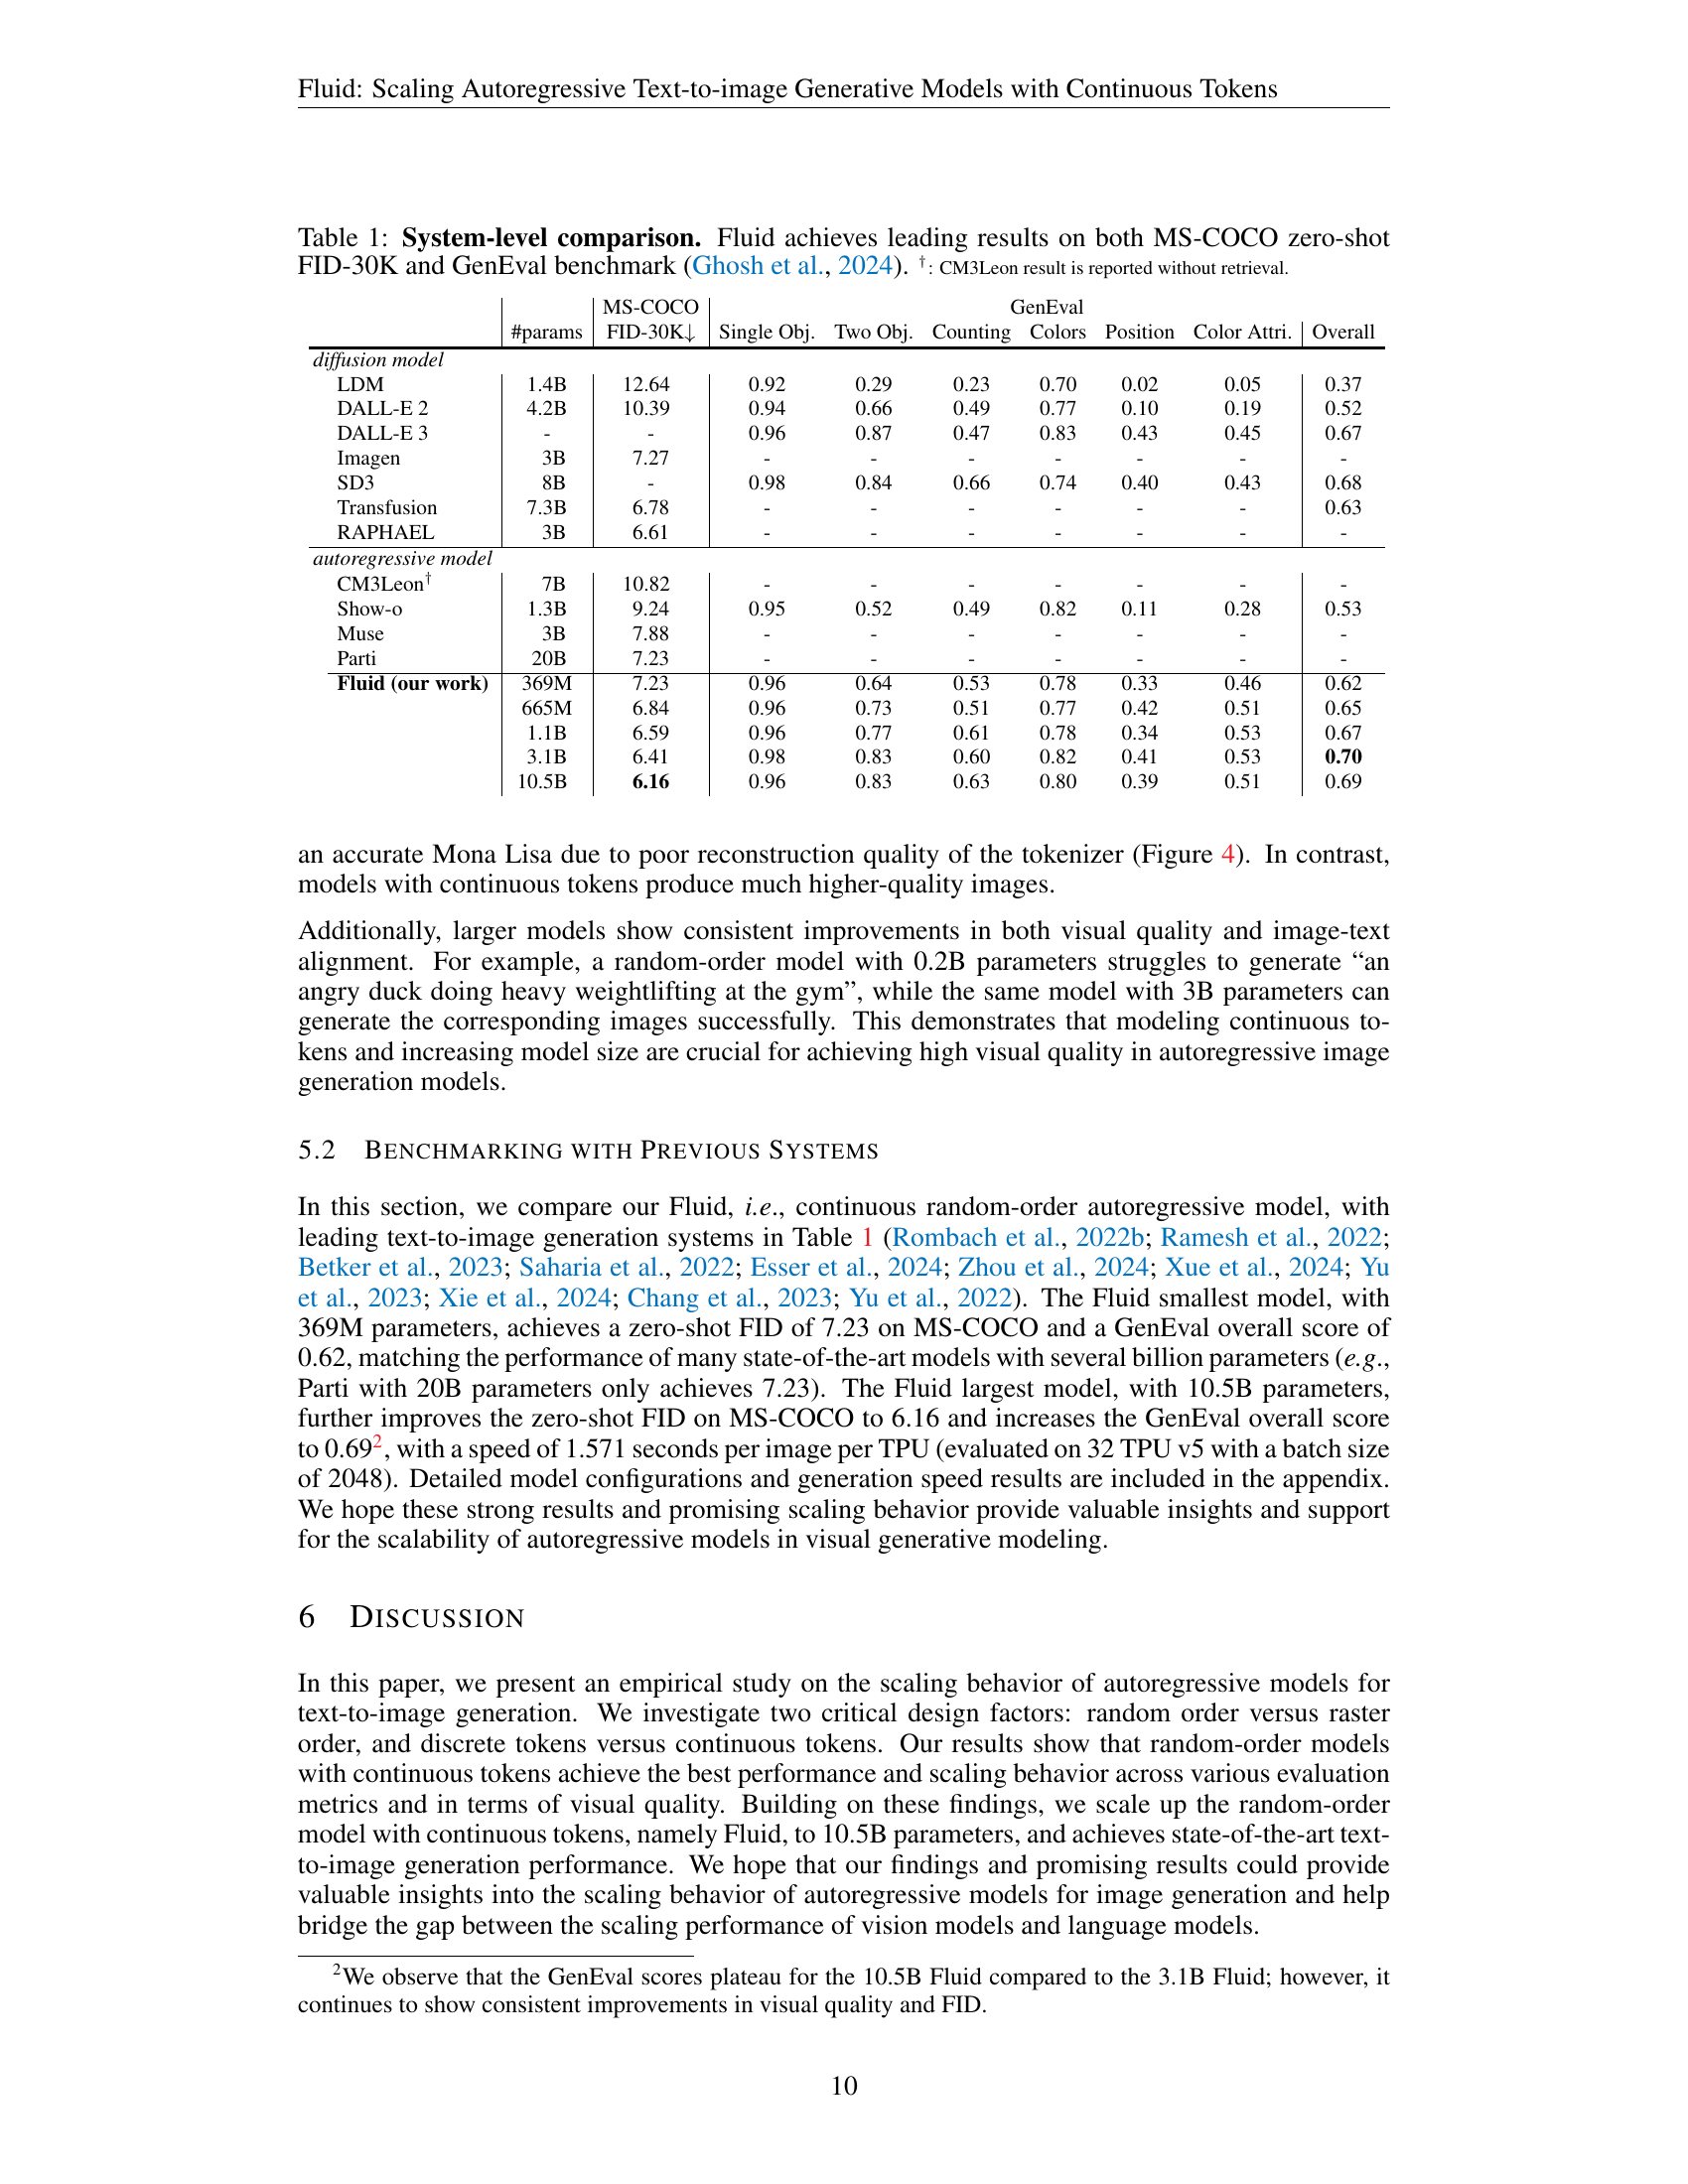 Fluid: Scaling Autoregressive Text-to-image Generative Models with Continuous Tokens
Table 1: System-level comparison. Fluid achieves leading results on both MS-COCO zero-shot
FID-30K and GenEval benchmark (Ghosh et al., 2024). †: CM3Leon result is reported without retrieval.
MS-COCO GenEval
#params FID-30K↓ Single Obj. Two Obj. Counting Colors Position Color Attri. Overall
diffusion model
LDM 1.4B 12.64 0.92 0.29 0.23 0.70 0.02 0.05 0.37
DALL-E 2 4.2B 10.39 0.94 0.66 0.49 0.77 0.10 0.19 0.52
DALL-E 3 - - 0.96 0.87 0.47 0.83 0.43 0.45 0.67
Imagen 3B 7.27 - - - - - - -
SD3 8B - 0.98 0.84 0.66 0.74 0.40 0.43 0.68
Transfusion 7.3B 6.78 - - - - - - 0.63
RAPHAEL 3B 6.61 - - - - - - -
autoregressive model
CM3Leon† 7B 10.82 - - - - - - -
Show-o 1.3B 9.24 0.95 0.52 0.49 0.82 0.11 0.28 0.53
Muse 3B 7.88 - - - - - - -
Parti 20B 7.23 - - - - - - -
Fluid (our work) 369M 7.23 0.96 0.64 0.53 0.78 0.33 0.46 0.62
665M 6.84 0.96 0.73 0.51 0.77 0.42 0.51 0.65
1.1B 6.59 0.96 0.77 0.61 0.78 0.34 0.53 0.67
3.1B 6.41 0.98 0.83 0.60 0.82 0.41 0.53 0.70
10.5B 6.16 0.96 0.83 0.63 0.80 0.39 0.51 0.69
an accurate Mona Lisa due to poor reconstruction quality of the tokenizer (Figure 4). In contrast,
models with continuous tokens produce much higher-quality images.
Additionally, larger models show consistent improvements in both visual quality and image-text
alignment. For example, a random-order model with 0.2B parameters struggles to generate “an
angry duck doing heavy weightlifting at the gym”, while the same model with 3B parameters can
generate the corresponding images successfully. This demonstrates that modeling continuous to-
kens and increasing model size are crucial for achieving high visual quality in autoregressive image
generation models.
5.2 BENCHMARKING WITH PREVIOUS SYSTEMS
In this section, we compare our Fluid, i.e., continuous random-order autoregressive model, with
leading text-to-image generation systems in Table 1 (Rombach et al., 2022b; Ramesh et al., 2022;
Betker et al., 2023; Saharia et al., 2022; Esser et al., 2024; Zhou et al., 2024; Xue et al., 2024; Yu
et al., 2023; Xie et al., 2024; Chang et al., 2023; Yu et al., 2022). The Fluid smallest model, with
369M parameters, achieves a zero-shot FID of 7.23 on MS-COCO and a GenEval overall score of
0.62, matching the performance of many state-of-the-art models with several billion parameters (e.g.,
Parti with 20B parameters only achieves 7.23). The Fluid largest model, with 10.5B parameters,
further improves the zero-shot FID on MS-COCO to 6.16 and increases the GenEval overall score
to 0.69², with a speed of 1.571 seconds per image per TPU (evaluated on 32 TPU v5 with a batch size
of 2048). Detailed model configurations and generation speed results are included in the appendix.
We hope these strong results and promising scaling behavior provide valuable insights and support
for the scalability of autoregressive models in visual generative modeling.
6 DISCUSSION
In this paper, we present an empirical study on the scaling behavior of autoregressive models for
text-to-image generation. We investigate two critical design factors: random order versus raster
order, and discrete tokens versus continuous tokens. Our results show that random-order models
with continuous tokens achieve the best performance and scaling behavior across various evaluation
metrics and in terms of visual quality. Building on these findings, we scale up the random-order
model with continuous tokens, namely Fluid, to 10.5B parameters, and achieves state-of-the-art text-
to-image generation performance. We hope that our findings and promising results could provide
valuable insights into the scaling behavior of autoregressive models for image generation and help
bridge the gap between the scaling performance of vision models and language models.
²We observe that the GenEval scores plateau for the 10.5B Fluid compared to the 3.1B Fluid; however, it
continues to show consistent improvements in visual quality and FID.
10